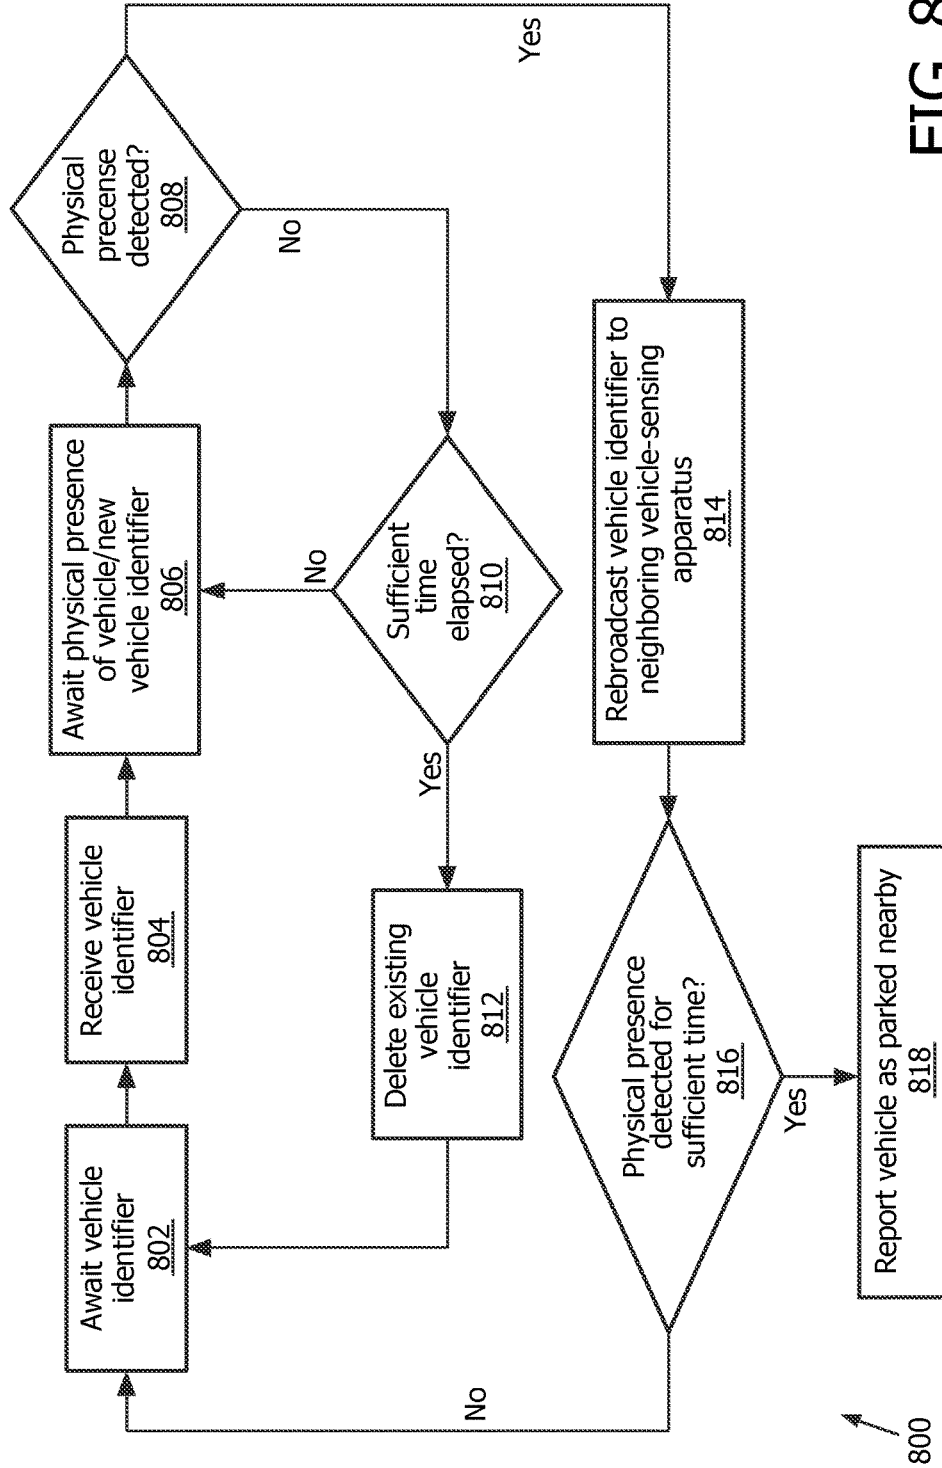 Await vehicle
identifier
802
Receive vehicle
identifier
804
Await physical presence
of vehicle/new
vehicle identifier
806
Physical
precense
detected?
808
No
Yes
Sufficient
time
elapsed?
810
No
Yes
Delete existing
vehicle
identifier
812
Rebroadcast vehicle identifier to
neighboring vehicle-sensing
apparatus
814
Physical presence
detected for
sufficient time?
816
No
Yes
Report vehicle as parked nearby
818
800
FIG. 8